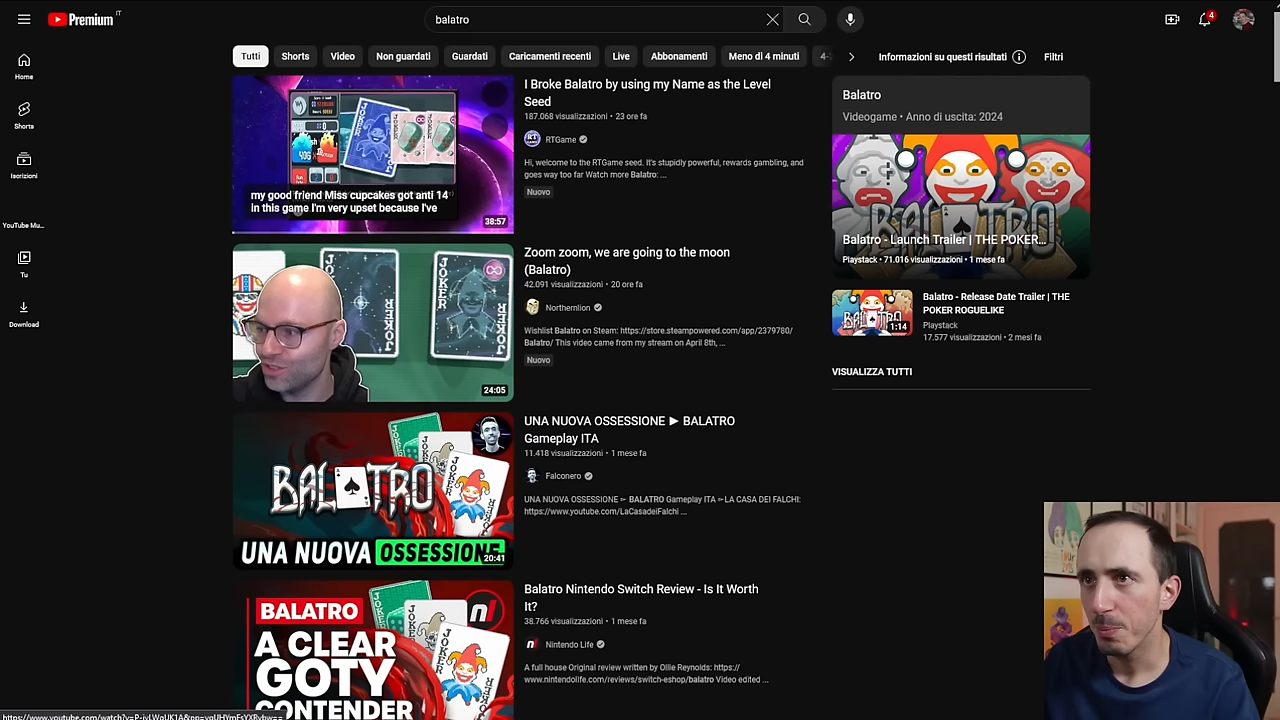 Premium IT
balatro
4
Home
Shorts
Iscrizioni
YouTube Mu...
Tu
Download
Tutti
Shorts
Video
Non guardati
Guardati
Caricamenti recenti
Live
Abbonamenti
Meno di 4 minuti
Informazioni su questi risultati
Filtri
my good friend Miss cupcakes got anti 14
in this game I'm very upset because I've
38:57
I Broke Balatro by using my Name as the Level
Seed
187.068 visualizzazioni • 23 ore fa
RTGame
Hi, welcome to the RTGame seed. It's stupidly powerful, rewards gambling, and
goes way too far Watch more Balatro: ...
Nuovo
JOKER
JOKER
24:05
Zoom zoom, we are going to the moon
(Balatro)
42.091 visualizzazioni • 20 ore fa
Northernlion
Wishlist Balatro on Steam: https://store.steampowered.com/app/2379780/
Balatro/ This video came from my stream on April 8th, ...
Nuovo
BALATRO
JOKER
UNA NUOVA OSSESSIONE
20:41
UNA NUOVA OSSESSIONE ► BALATRO
Gameplay ITA
11.418 visualizzazioni • 1 mese fa
Falconero
UNA NUOVA OSSESSIONE ► BALATRO Gameplay ITA ►LA CASA DEI FALCHI:
https://www.youtube.com/LaCasadeiFalchi ...
BALATRO
A CLEAR
GOTY
CONTENDER
JOKER
n!
Balatro Nintendo Switch Review - Is It Worth
It?
38.766 visualizzazioni • 1 mese fa
Nintendo Life
A full house Original review written by Ollie Reynolds: https://
www.nintendolife.com/reviews/switch-eshop/balatro Video edited ...
Balatro
Videogame • Anno di uscita: 2024
BALATRO
Balatro - Launch Trailer | THE POKER...
Playstack • 71.016 visualizzazioni • 1 mese fa
BALATRO
1:14
Balatro - Release Date Trailer | THE
POKER ROGUELIKE
Playstack
17.577 visualizzazioni • 2 mesi fa
VISUALIZZA TUTTI